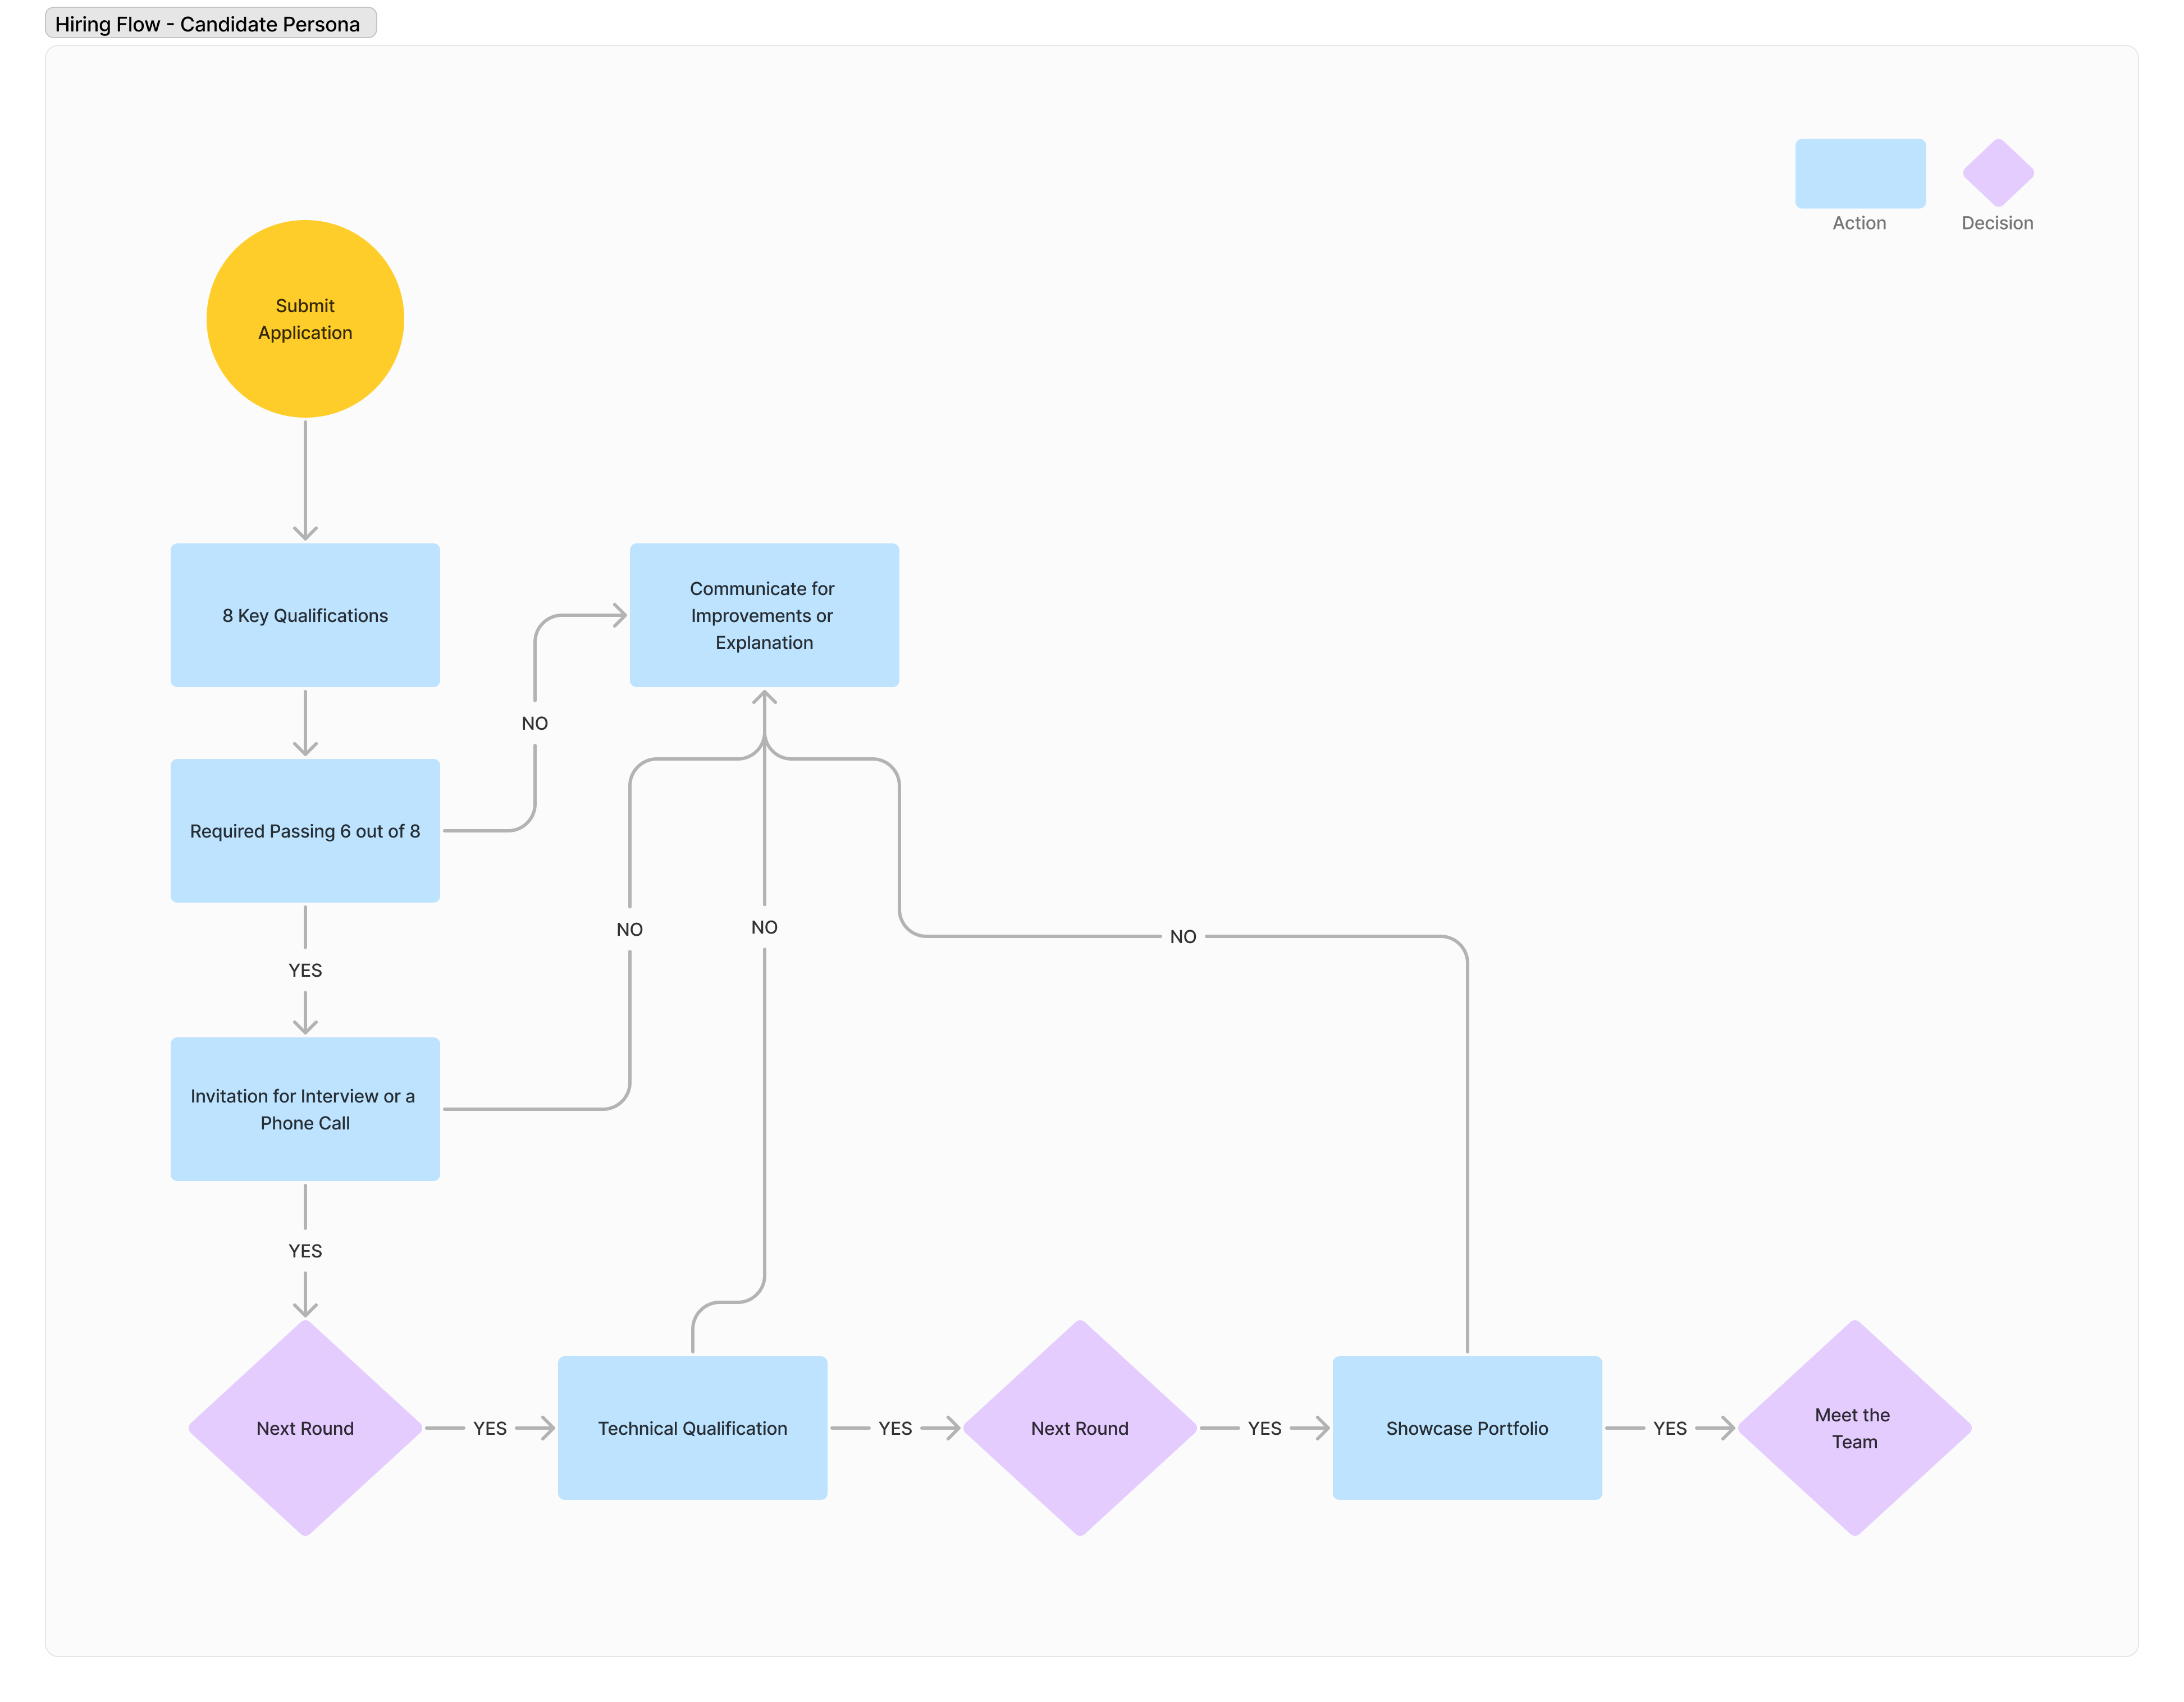 Hiring Flow - Candidate Persona
Action
Decision
Submit
Application
8 Key Qualifications
Communicate for
Improvements or
Explanation
NO
Required Passing 6 out of 8
NO
NO
NO
YES
Invitation for Interview or a
Phone Call
YES
Next Round
YES
Technical Qualification
YES
Next Round
YES
Showcase Portfolio
YES
Meet the
Team